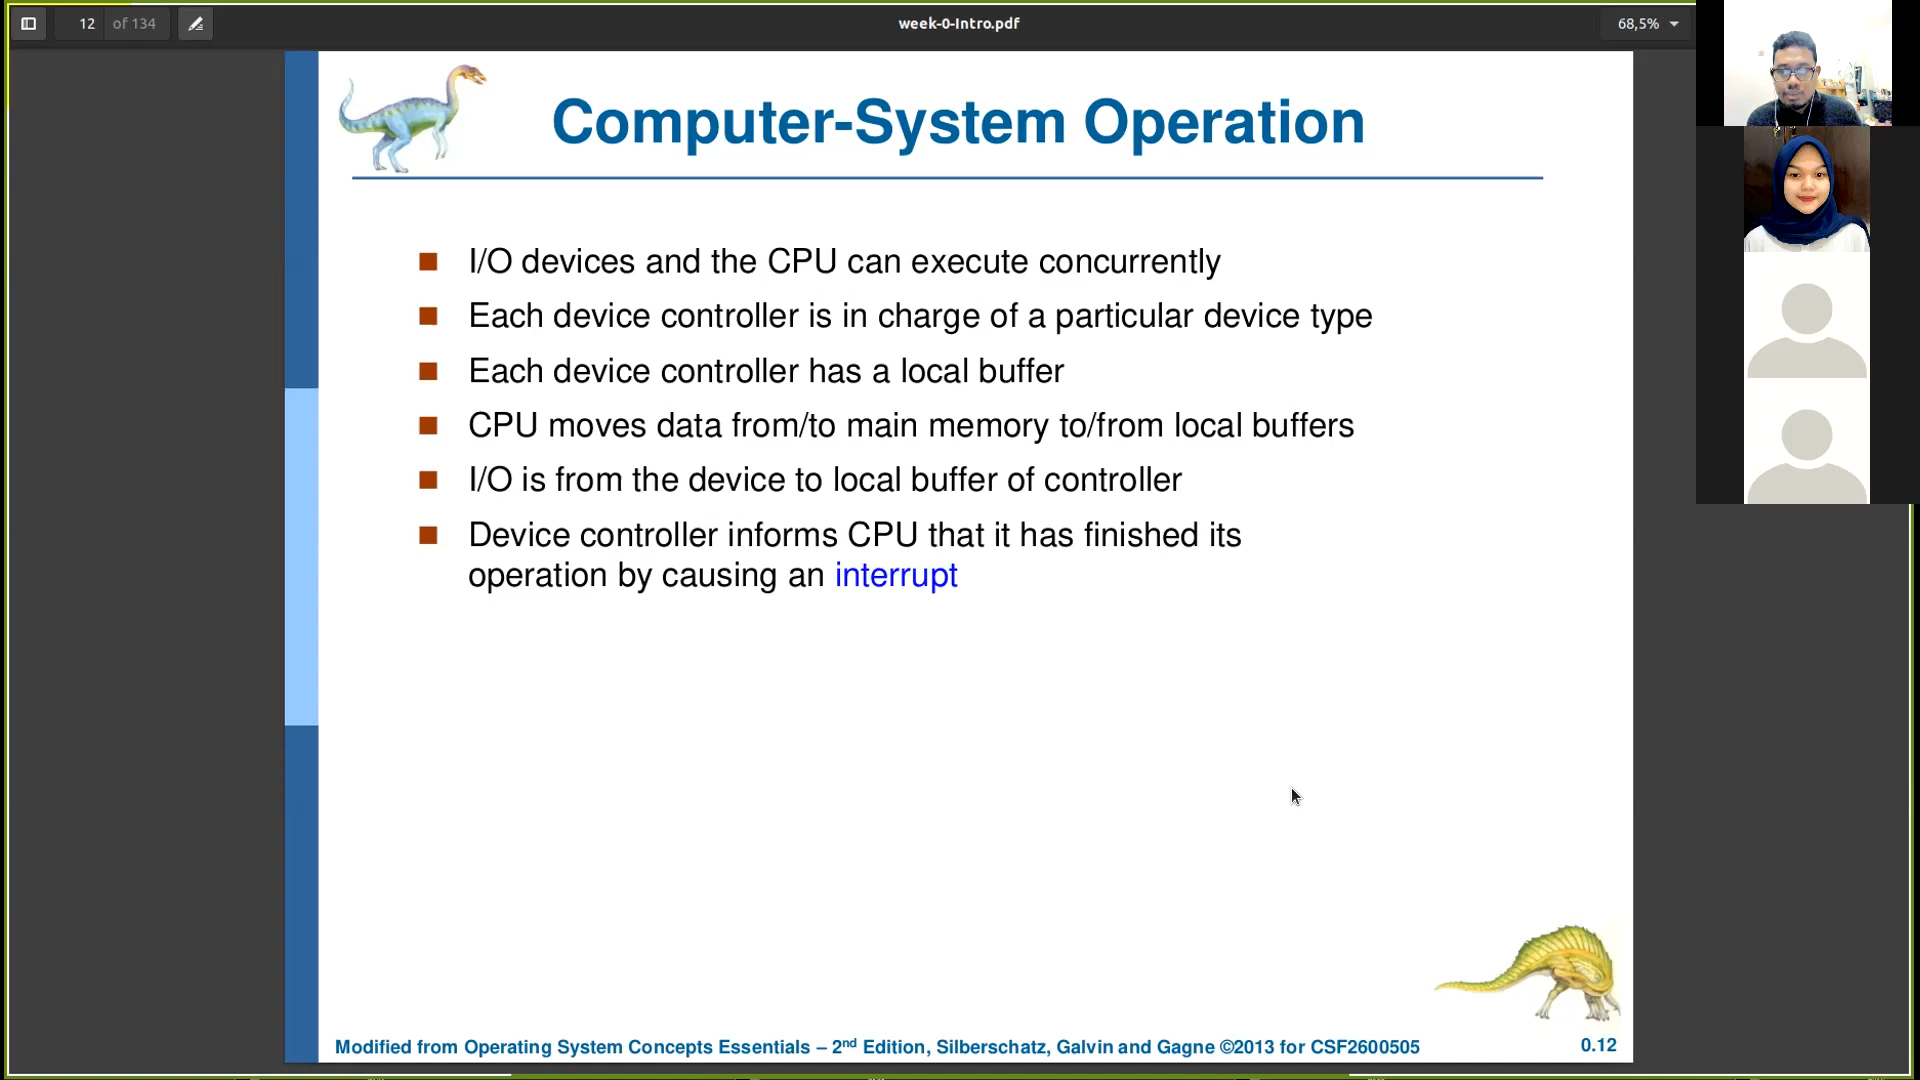 12 of 134
week-0-Intro.pdf
68,5%
Computer-System Operation
I/O devices and the CPU can execute concurrently
Each device controller is in charge of a particular device type
Each device controller has a local buffer
CPU moves data from/to main memory to/from local buffers
I/O is from the device to local buffer of controller
Device controller informs CPU that it has finished its
operation by causing an interrupt
Modified from Operating System Concepts Essentials – 2nd Edition, Silberschatz, Galvin and Gagne ©2013 for CSF2600505
0.12